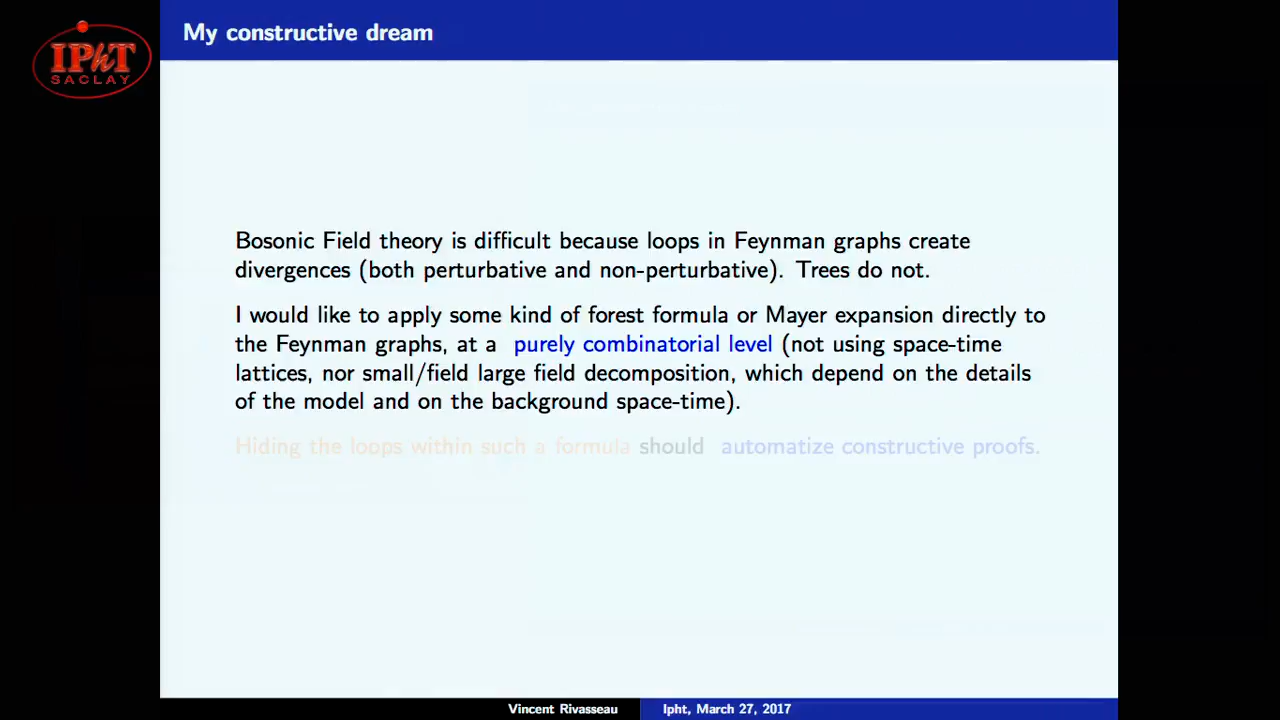 IPhT
SACLAY
My constructive dream
Bosonic Field theory is difficult because loops in Feynman graphs create
divergences (both perturbative and non-perturbative). Trees do not.
I would like to apply some kind of forest formula or Mayer expansion directly to
the Feynman graphs, at a purely combinatorial level (not using space-time
lattices, nor small/field large field decomposition, which depend on the details
of the model and on the background space-time).
Hiding the loops within such a formula should automatize constructive proofs.
Vincent Rivasseau
Ipht, March 27, 2017